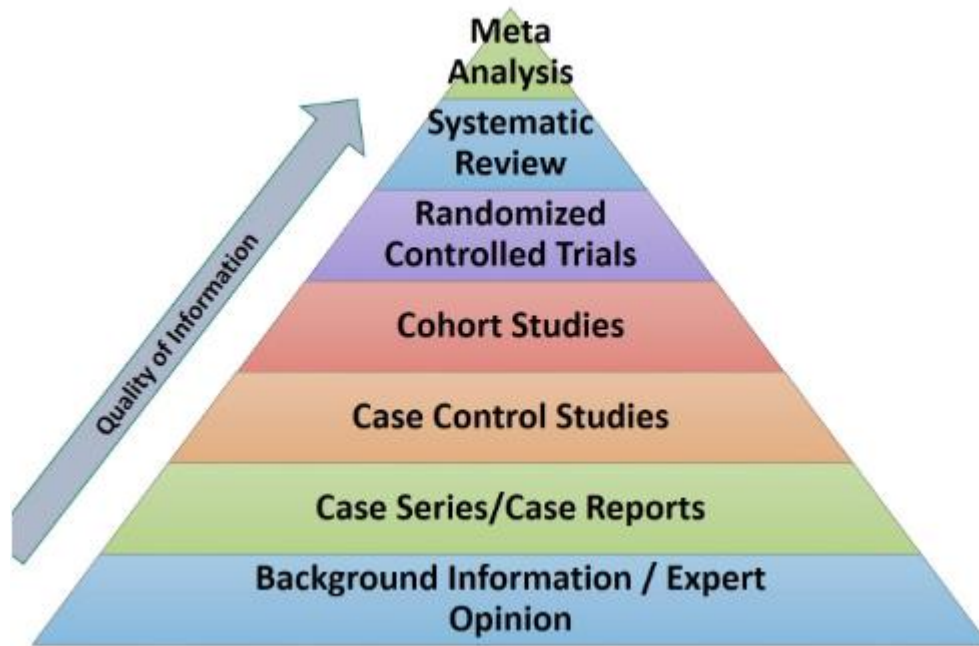 Meta
Analysis
Systematic
Review
Randomized
Controlled Trials
Cohort Studies
Case Control Studies
Case Series/Case Reports
Background Information / Expert
Opinion
Quality of Information